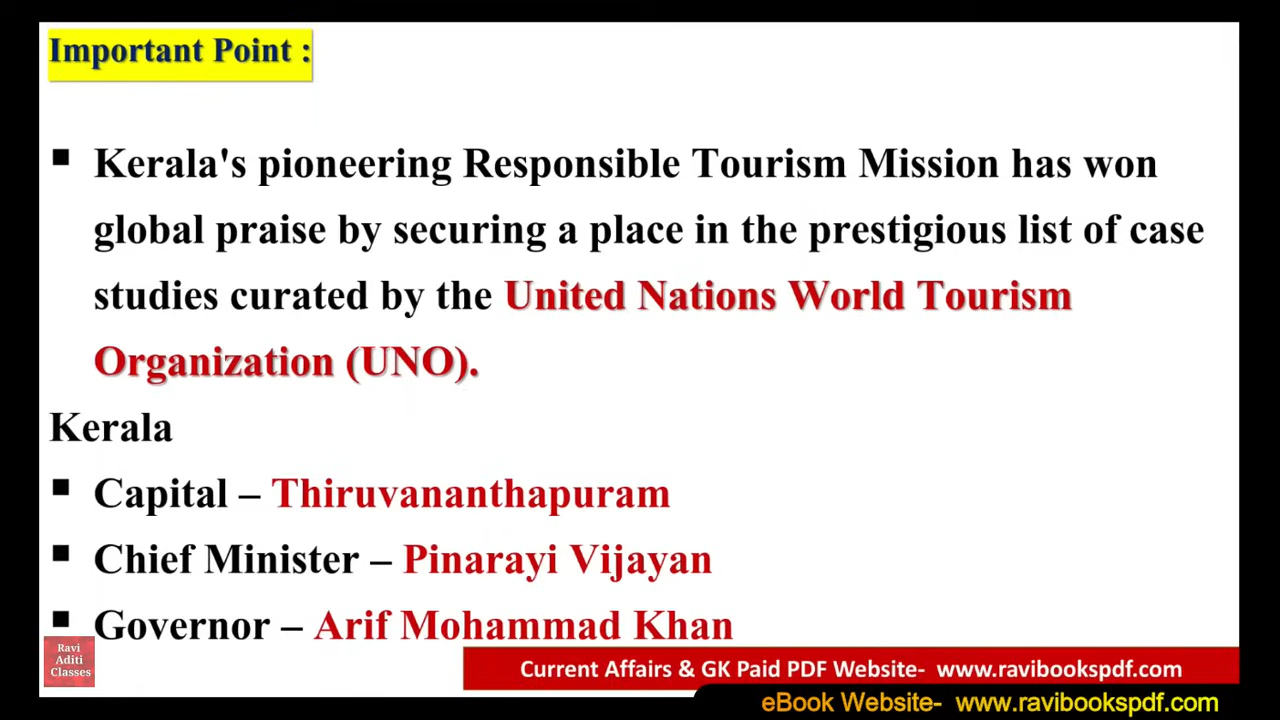 Important Point :
Kerala's pioneering Responsible Tourism Mission has won
global praise by securing a place in the prestigious list of case
studies curated by the United Nations World Tourism
Organization (UNO).
Kerala
Capital – Thiruvananthapuram
Chief Minister – Pinarayi Vijayan
Governor – Arif Mohammad Khan
Ravi
Aditi
Classes
Current Affairs & GK Paid PDF Website- www.ravibookspdf.com
eBook Website- www.ravibookspdf.com